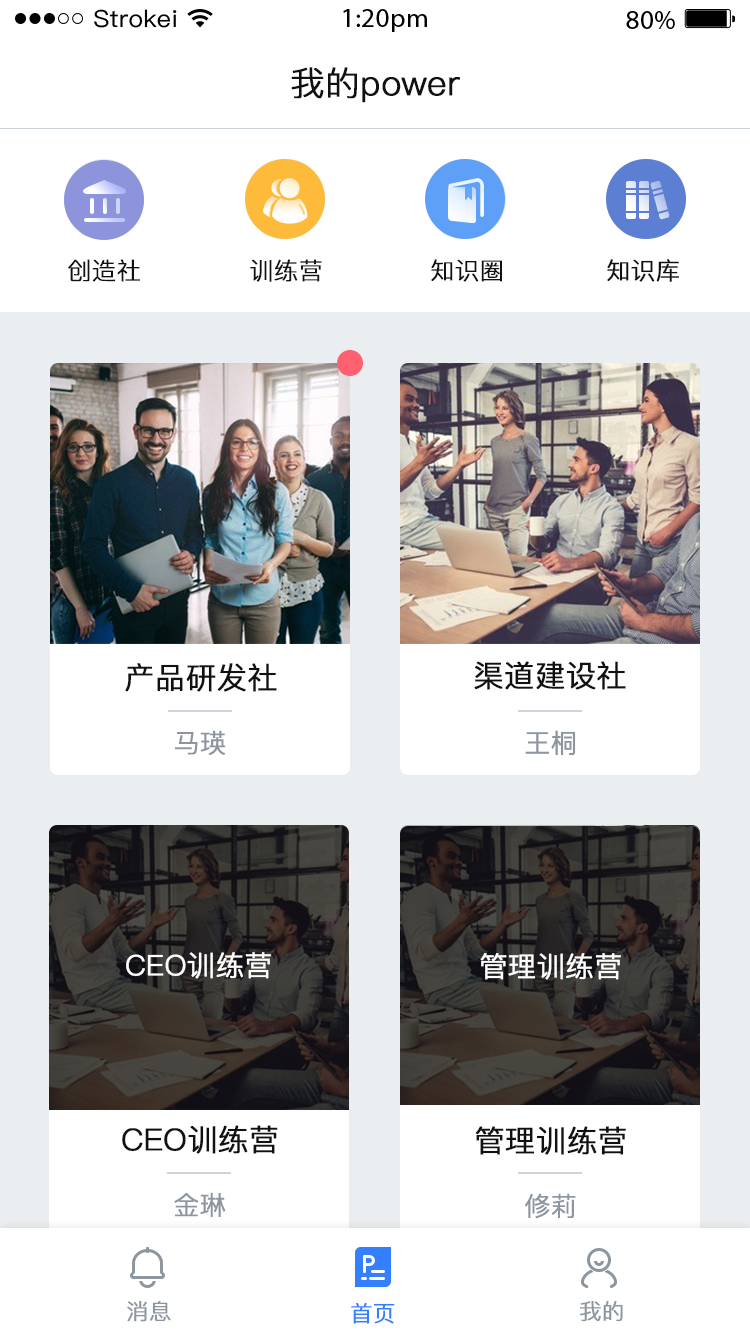 Strokei 1:20pm 80%
我的power
创造社 训练营 知识圈 知识库
产品研发社 渠道建设社
马瑛 王桐
CEO训练营 管理训练营
CEO训练营 管理训练营
金琳 修莉
P
消息 首页 我的